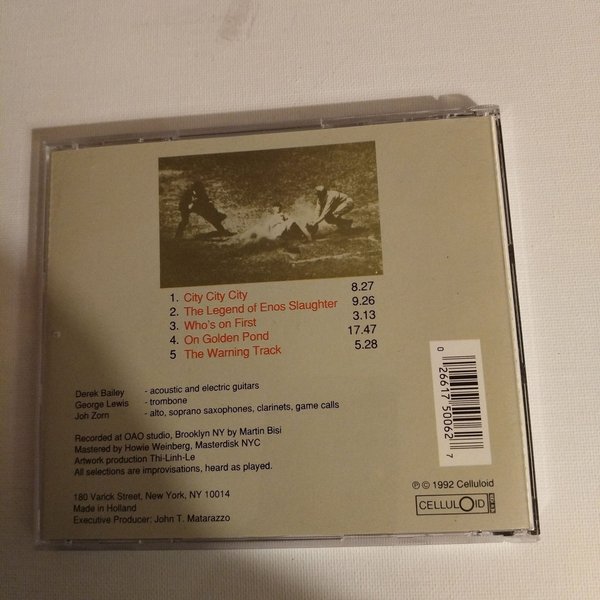 1. City City City 8.27
2. The Legend of Enos Slaughter 9.26
3. Who's on First 3.13
4. On Golden Pond 17.47
5 The Warning Track 5.28
Derek Bailey - acoustic and electric guitars
George Lewis - trombone
Joh Zorn - alto, soprano saxophones, clarinets, game calls
Recorded at OAO studio, Brooklyn NY by Martin Bisi
Mastered by Howie Weinberg, Masterdisk NYC
Artwork production Thi-Linh-Le
All selections are improvisations, heard as played.
180 Varick Street, New York, NY 10014
Made in Holland
Executive Producer: John T. Matarazzo
0 26617 50062 7
℗ © 1992 Celluloid
CELLULOID